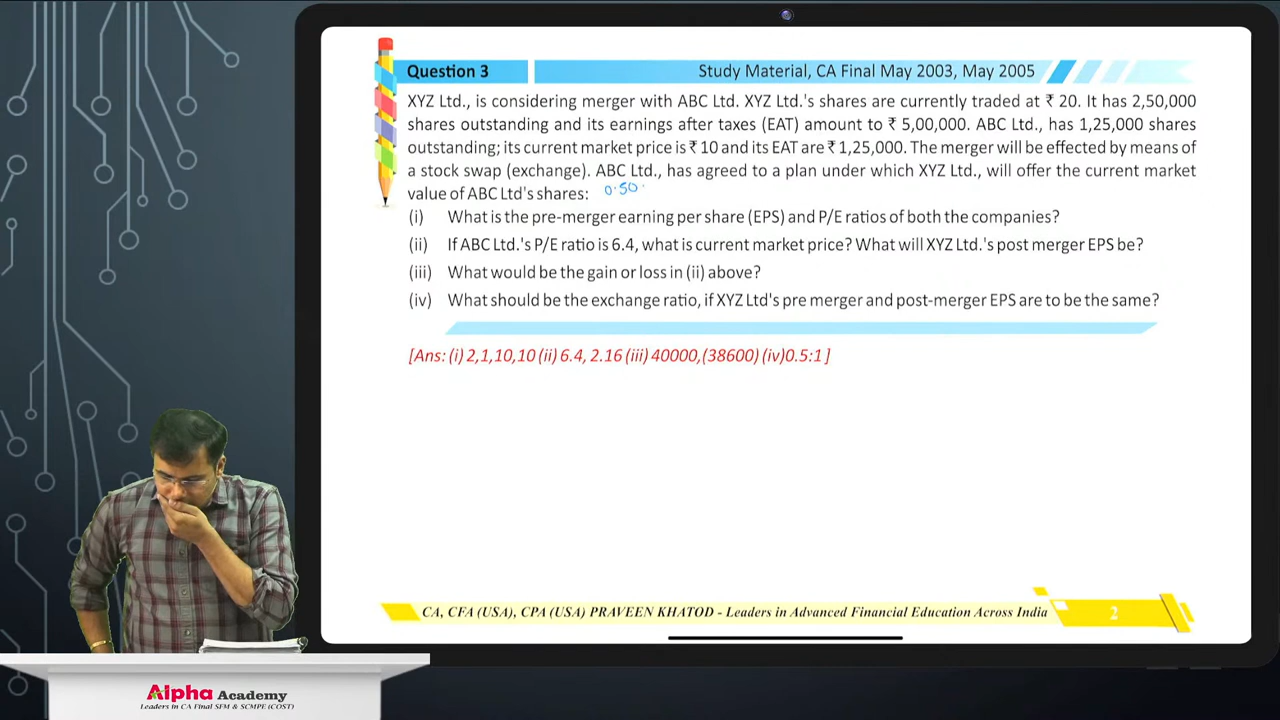 Question 3
Study Material, CA Final May 2003, May 2005
XYZ Ltd., is considering merger with ABC Ltd. XYZ Ltd.'s shares are currently traded at ₹ 20. It has 2,50,000
shares outstanding and its earnings after taxes (EAT) amount to ₹ 5,00,000. ABC Ltd., has 1,25,000 shares
outstanding; its current market price is ₹ 10 and its EAT are ₹ 1,25,000. The merger will be effected by means of
a stock swap (exchange). ABC Ltd., has agreed to a plan under which XYZ Ltd., will offer the current market
value of ABC Ltd's shares: 0.50
(i) What is the pre-merger earning per share (EPS) and P/E ratios of both the companies?
(ii) If ABC Ltd.'s P/E ratio is 6.4, what is current market price? What will XYZ Ltd.'s post merger EPS be?
(iii) What would be the gain or loss in (ii) above?
(iv) What should be the exchange ratio, if XYZ Ltd's pre merger and post-merger EPS are to be the same?
[Ans: (i) 2,1,10,10 (ii) 6.4, 2.16 (iii) 40000,(38600) (iv)0.5:1 ]
CA, CFA (USA), CPA (USA) PRAVEEN KHATOD - Leaders in Advanced Financial Education Across India
2
Alpha Academy
Leaders in CA Final SFM & SCMPE (COST)